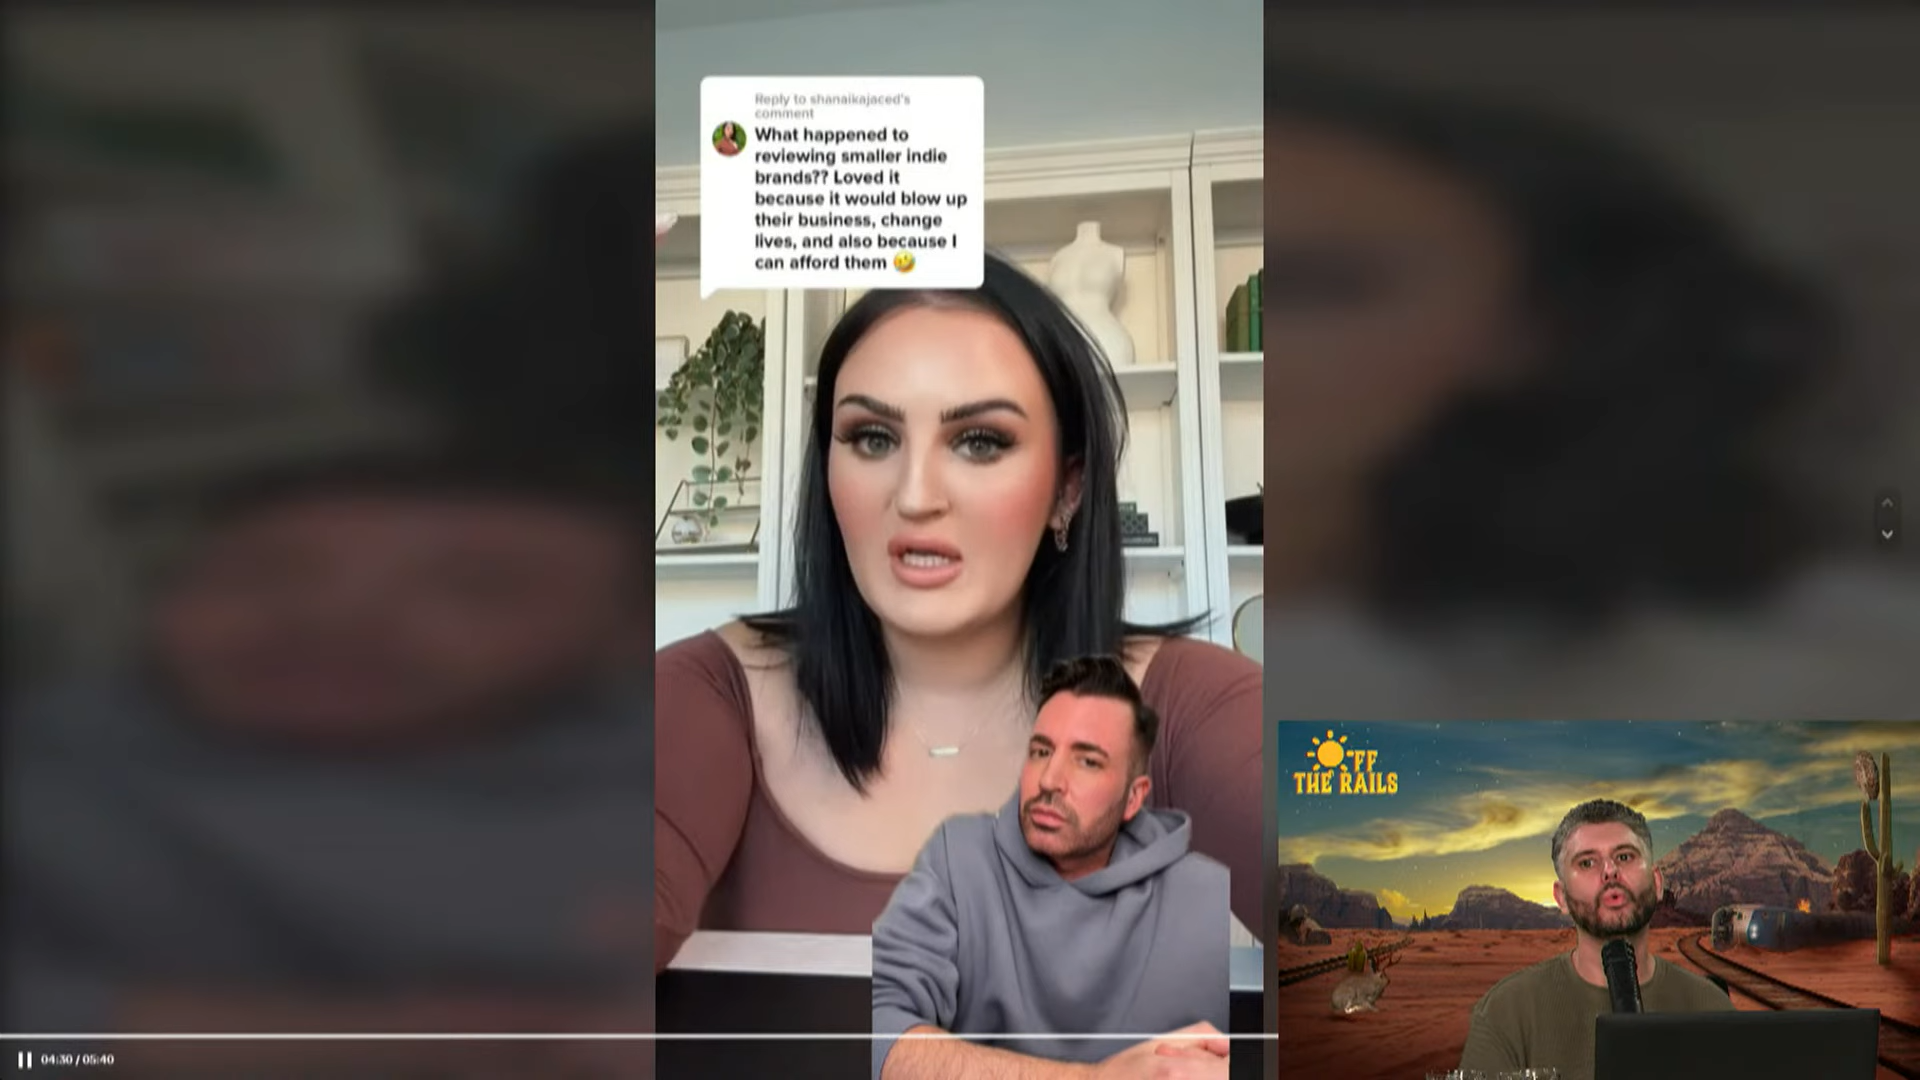 Reply to shanaikajaced's
comment
What happened to
reviewing smaller indie
brands?? Loved it
because it would blow up
their business, change
lives, and also because I
can afford them 🤣
OFF
THE RAILS
04:30 / 05:40